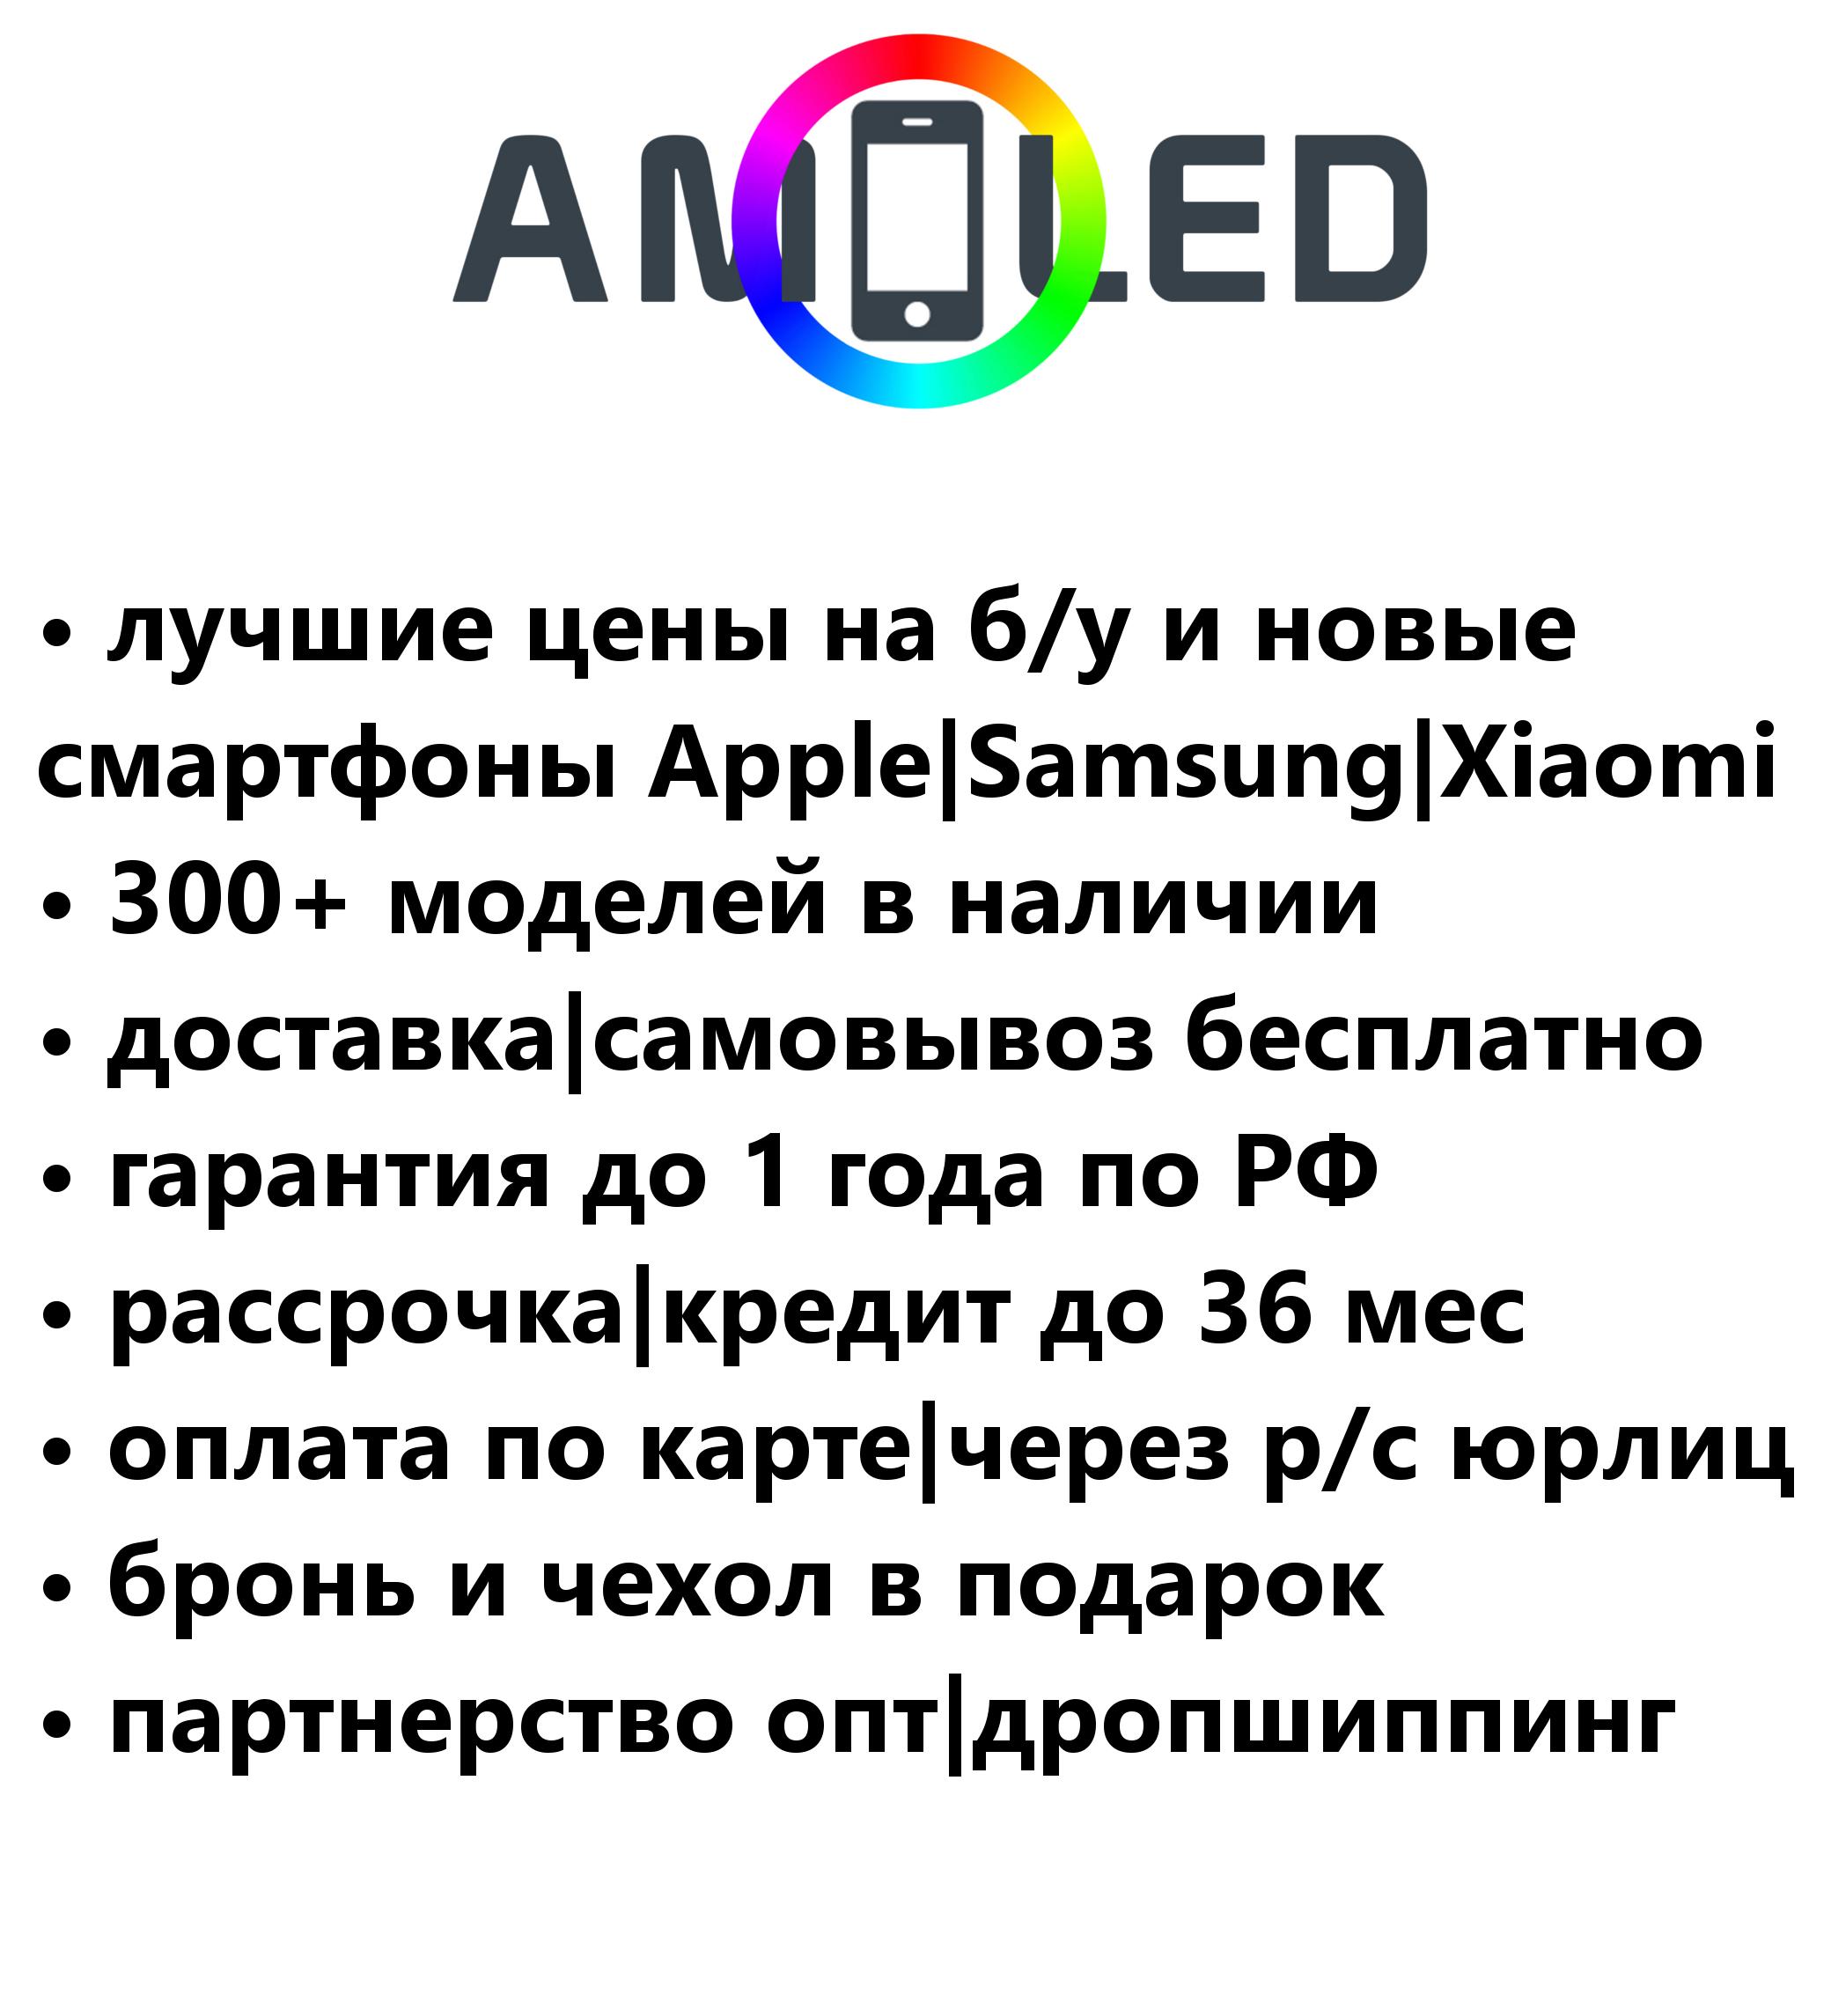 AMOLED
• лучшие цены на б/у и новые
смартфоны Apple|Samsung|Xiaomi
• 300+ моделей в наличии
• доставка|самовывоз бесплатно
• гарантия до 1 года по РФ
• рассрочка|кредит до 36 мес
• оплата по карте|через р/с юрлиц
• бронь и чехол в подарок
• партнерство опт|дропшиппинг